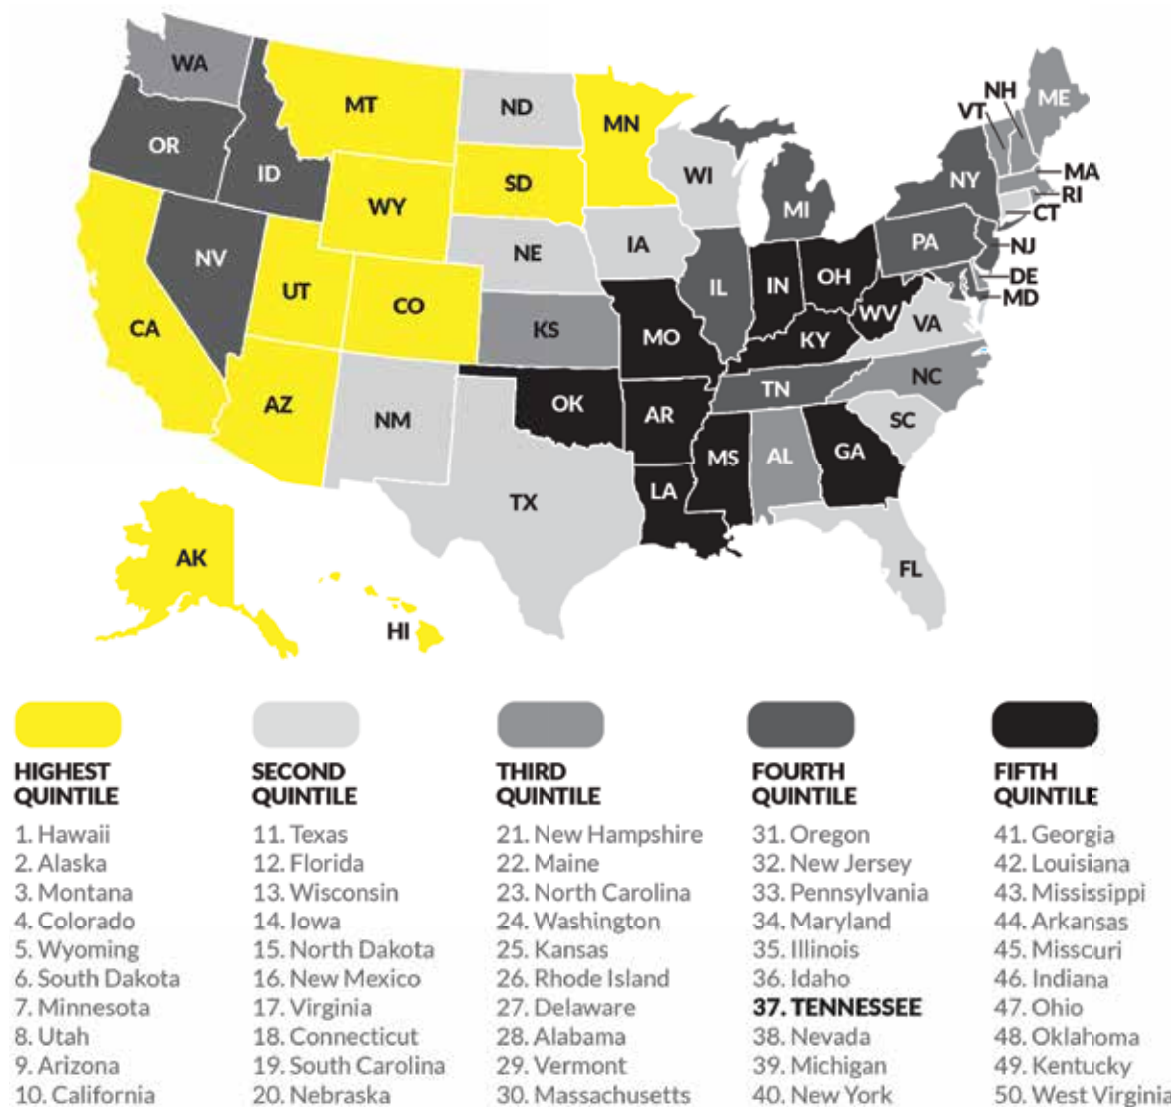 WA
MT
ND
MN
VT
NH
ME
OR
ID
SD
WI
NY
MA
RI
CT
WY
MI
NV
NE
IA
PA
NJ
DE
MD
UT
CO
IL
IN
OH
WV
VA
CA
KS
MO
KY
AZ
NM
OK
AR
TN
NC
SC
MS
AL
GA
LA
TX
FL
AK
HI
HIGHEST
QUINTILE
1. Hawaii
2. Alaska
3. Montana
4. Colorado
5. Wyoming
6. South Dakota
7. Minnesota
8. Utah
9. Arizona
10. California
SECOND
QUINTILE
11. Texas
12. Florida
13. Wisconsin
14. Iowa
15. North Dakota
16. New Mexico
17. Virginia
18. Connecticut
19. South Carolina
20. Nebraska
THIRD
QUINTILE
21. New Hampshire
22. Maine
23. North Carolina
24. Washington
25. Kansas
26. Rhode Island
27. Delaware
28. Alabama
29. Vermont
30. Massachusetts
FOURTH
QUINTILE
31. Oregon
32. New Jersey
33. Pennsylvania
34. Maryland
35. Illinois
36. Idaho
37. TENNESSEE
38. Nevada
39. Michigan
40. New York
FIFTH
QUINTILE
41. Georgia
42. Louisiana
43. Mississippi
44. Arkansas
45. Misscuri
46. Indiana
47. Ohio
48. Oklahoma
49. Kentucky
50. West Virginia